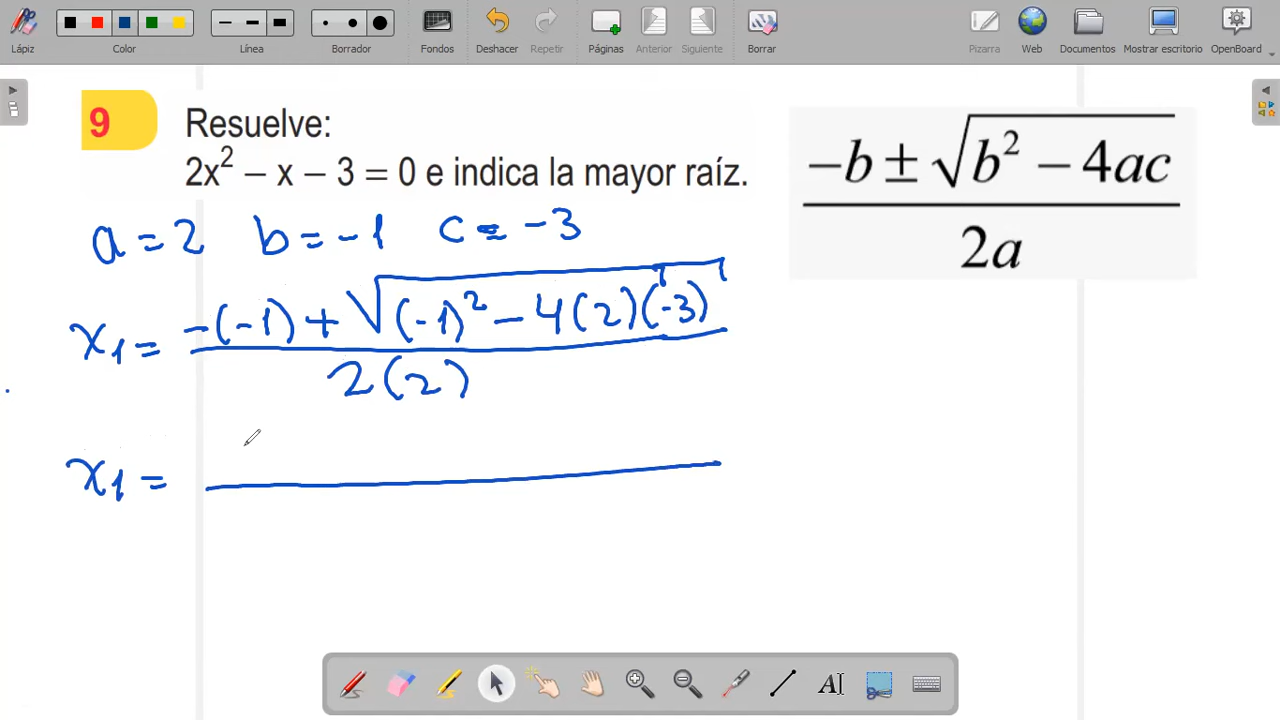 Lápiz Color Línea Borrador Fondos Deshacer Repetir Páginas Anterior Siguiente Borrar Pizarra Web Documentos Mostrar escritorio OpenBoard
9 Resuelve:
2x² – x – 3 = 0 e indica la mayor raíz.
−b ± √(b² − 4ac)
2a
a = 2 b = -1 c = -3
x₁ = -(-1) + √((-1)² - 4(2)(-3))
2(2)
x₁ =
AI